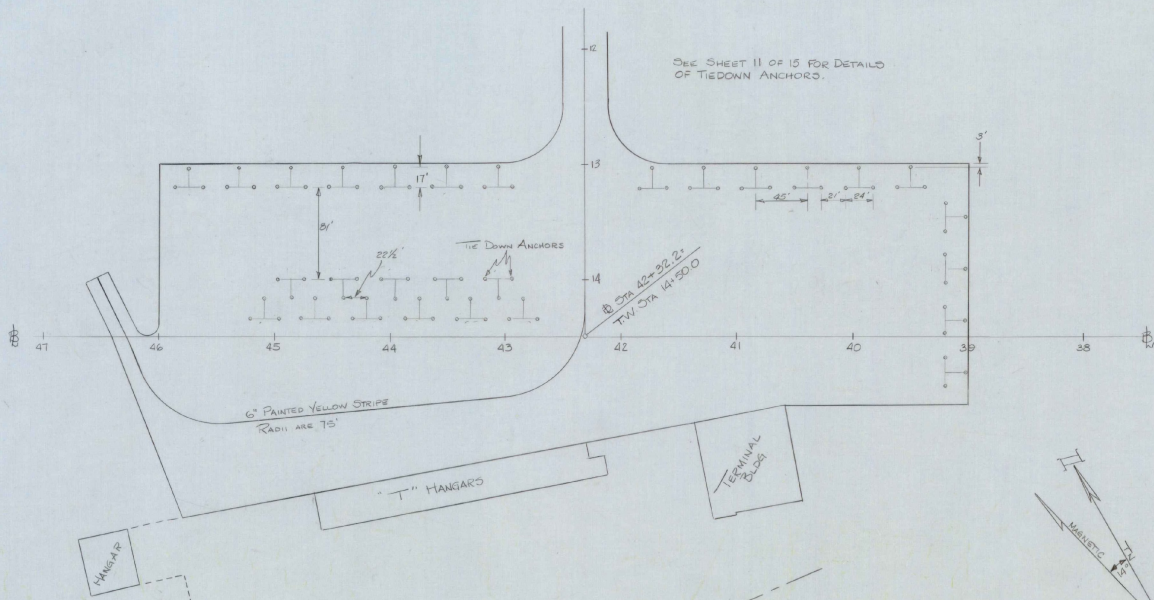 12
SEE SHEET 11 OF 15 FOR DETAILS
OF TIEDOWN ANCHORS.
3'
13
17'
45'
21'
24'
81'
22½'
TIE DOWN ANCHORS
14
STA 42+32.2=
T.W. STA 14+50.0
47
46
45
44
43
42
41
40
39
38
6" PAINTED YELLOW STRIPE
RADII ARE 75'
"T" HANGARS
TERMINAL
BLDG
HANGAR
MAGNETIC
14°